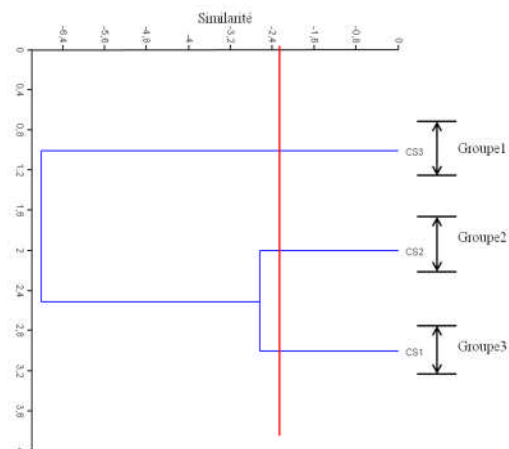 Similarité
-6,4 -5,6 -4,8 -4 -3,2 -2,4 -1,6 -0,8 0
0
0,4
0,8
1,2
1,6
2
2,4
2,8
3,2
3,6
CS3 Groupe1
CS2 Groupe2
CS1 Groupe3